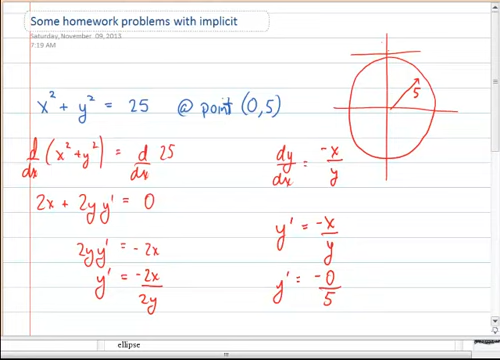 Some homework problems with implicit
Saturday, November 09, 2013
7:19 AM
x² + y² = 25 @ point (0,5)
5
d/dx (x² + y²) = d/dx 25
2x + 2yy' = 0
2yy' = -2x
y' = -2x/2y
dy/dx = -x/y
y' = -x/y
y' = -0/5
ellipse